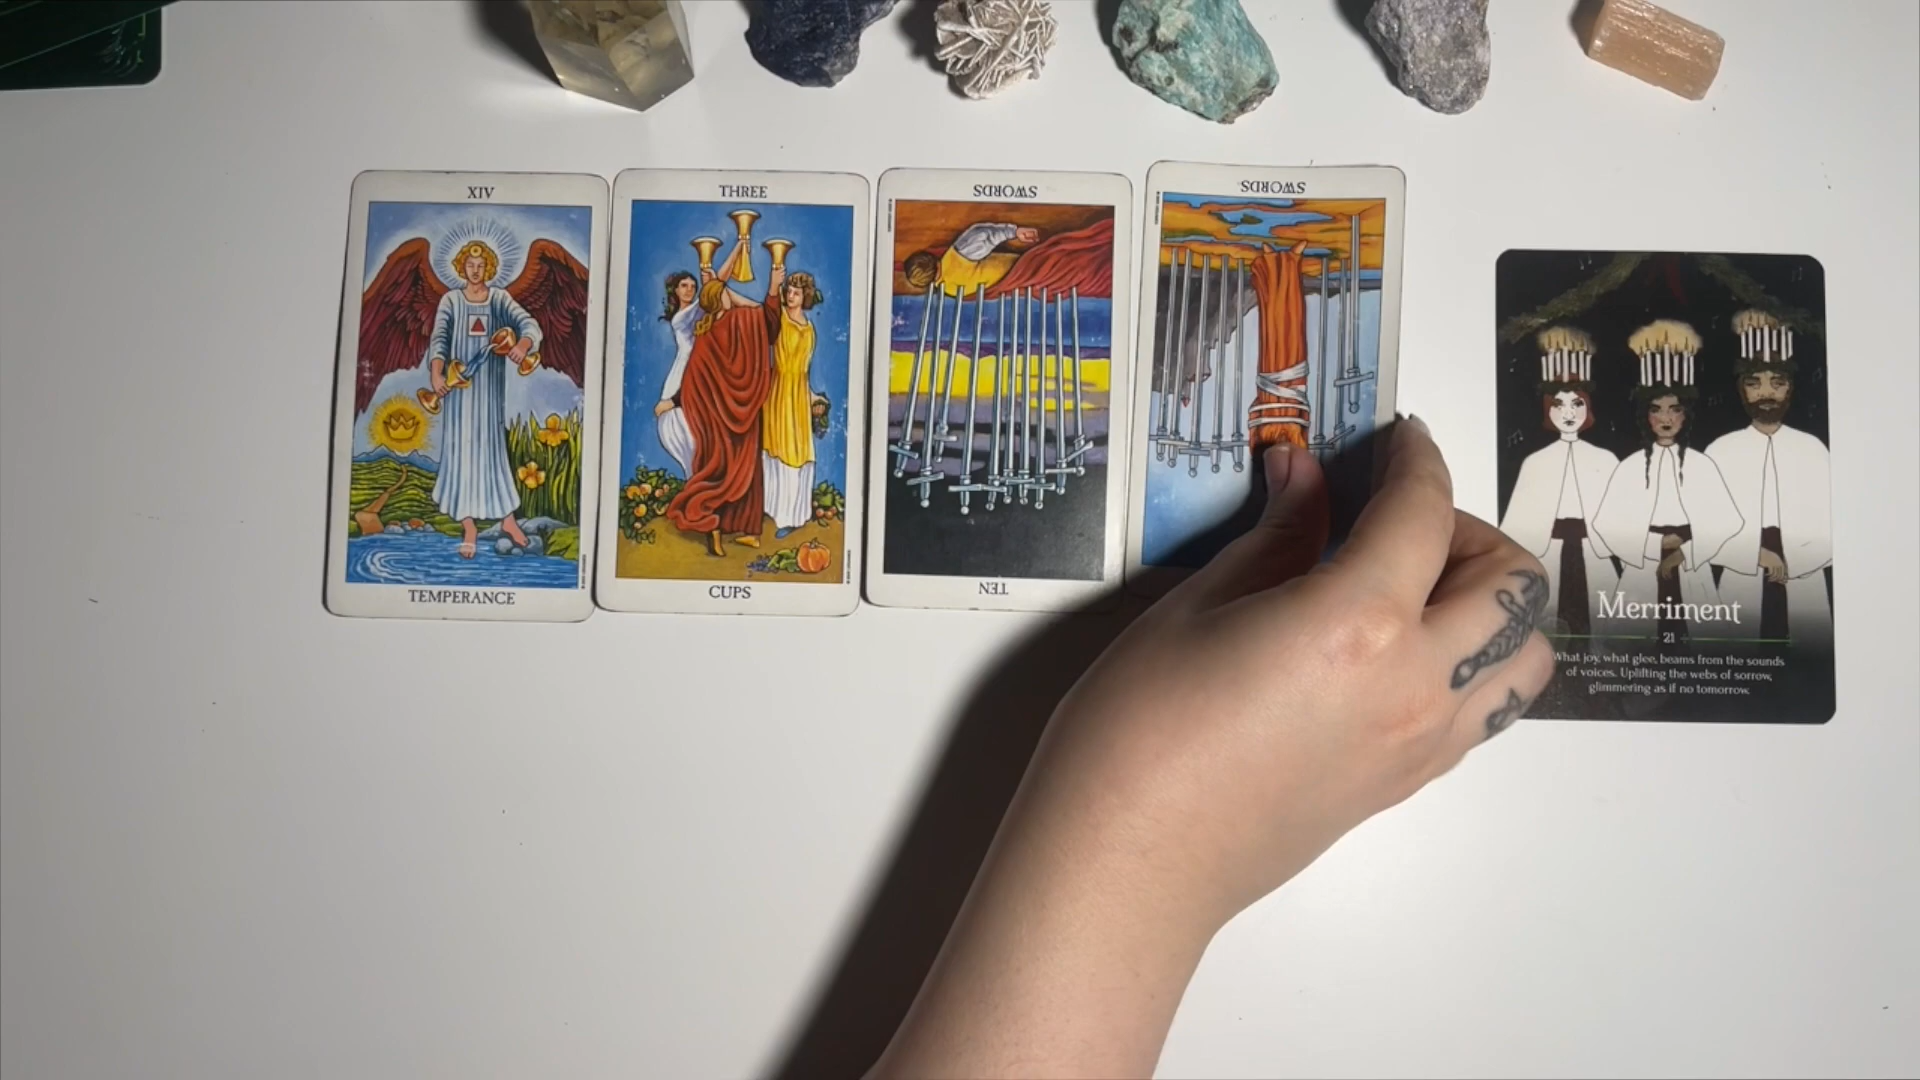 XIV
TEMPERANCE
THREE
CUPS
SWORDS
TEN
SWORDS
Merriment
21
What joy, what glee, beams from the sounds
of voices. Uplifting the webs of sorrow,
glimmering as if no tomorrow.